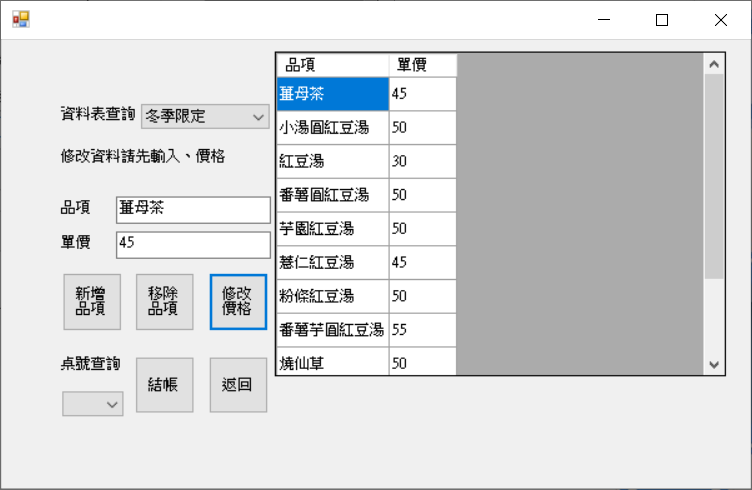 資料表查詢 冬季限定
修改資料請先輸入、價格
品項 薑母茶
單價 45
新增
品項
移除
品項
修改
價格
桌號查詢
結帳
返回
品項 單價
薑母茶 45
小湯圓紅豆湯 50
紅豆湯 30
番薯圓紅豆湯 50
芋園紅豆湯 50
薏仁紅豆湯 45
粉條紅豆湯 50
番薯芋圓紅豆湯 55
燒仙草 50